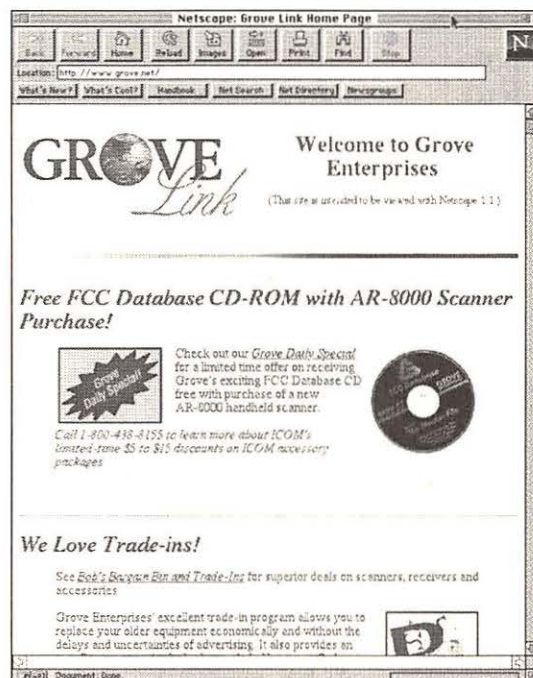 Netscape: Grove Link Home Page
Back Forward Home Reload Images Open Print Find Stop
N
Location: http://www.grove.net/
What's New? What's Cool? Handbook Net Search Net Directory Newsgroups
GROVE
Link
Welcome to Grove
Enterprises
(This site is intended to be viewed with Netscape 1.1)
Free FCC Database CD-ROM with AR-8000 Scanner
Purchase!
Grove
Daily Special!
Check out our Grove Daily Special
for a limited time offer on receiving
Grove's exciting FCC Database CD
free with purchase of a new
AR-8000 handheld scanner.
FCC Database
GROVE
Call 1-800-438-8155 to learn more about ICOM's
limited-time $5 to $15 discounts on ICOM accessory
packages
We Love Trade-ins!
See Bob's Bargain Bin and Trade-Ins for superior deals on scanners, receivers and
accessories
Grove Enterprises' excellent trade-in program allows you to
replace your older equipment economically and without the
delays and uncertainties of advertising. It also provides an
Document: Done.